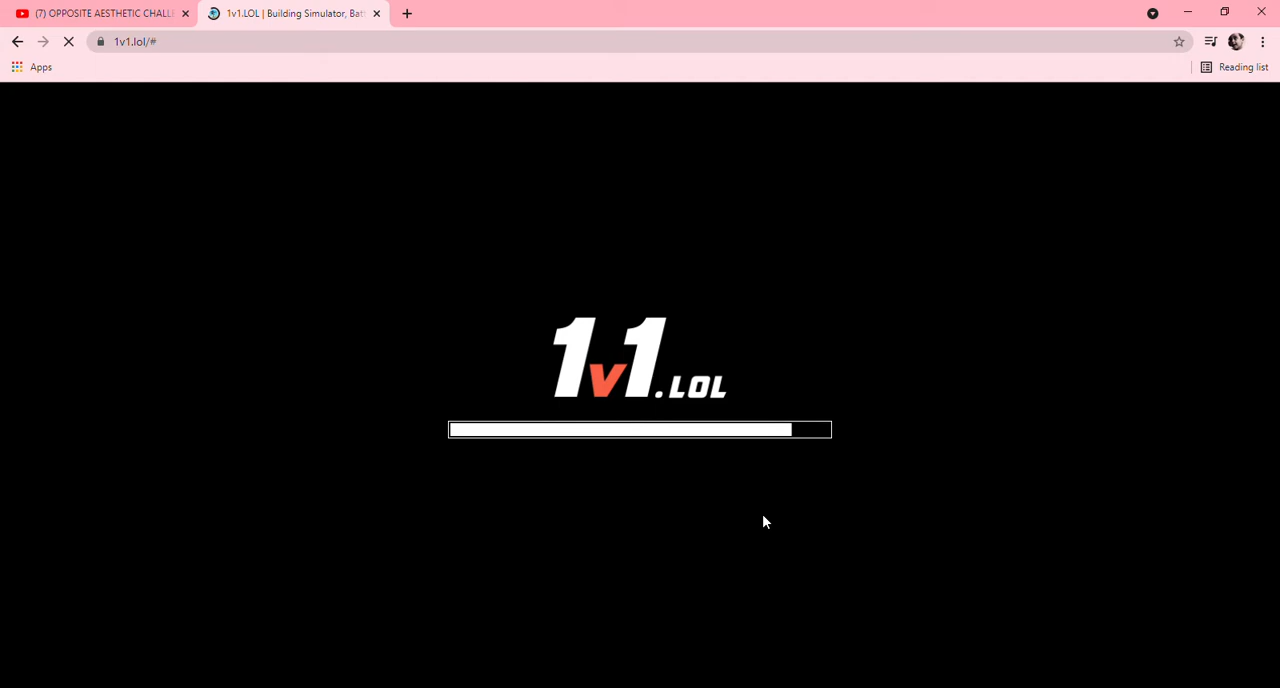 (7) OPPOSITE AESTHETIC CHALL
1v1.LOL | Building Simulator, Bat
1v1.lol/#
Apps
Reading list
1v1.LOL